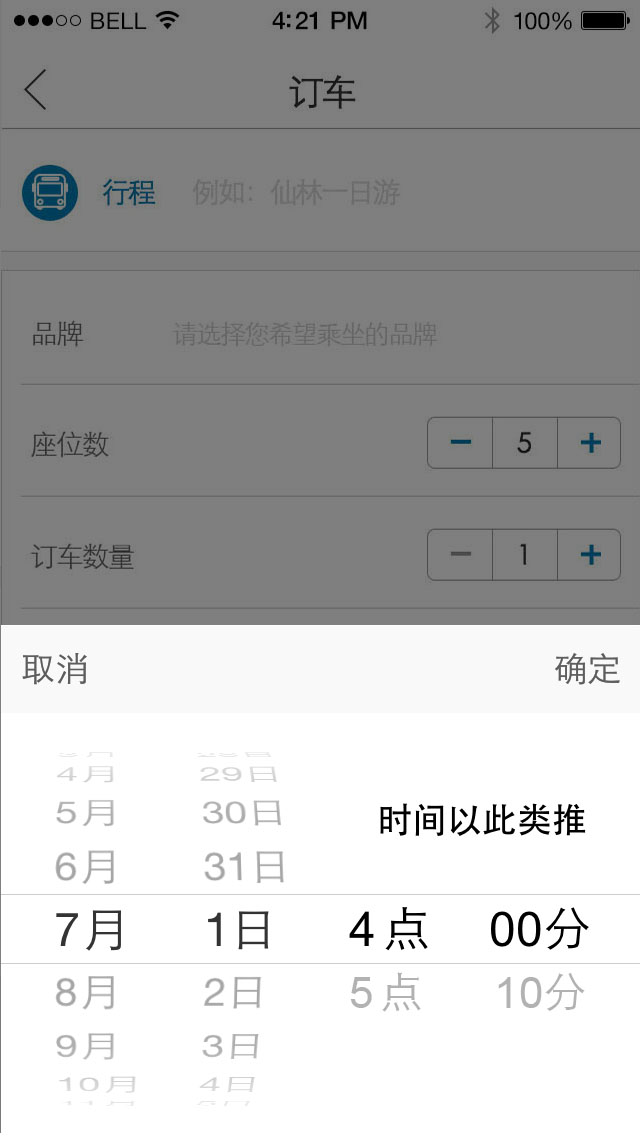 BELL 4:21 PM 100%
订车
行程 例如：仙林一日游
品牌 请选择您希望乘坐的品牌
座位数 5
订车数量 1
取消 确定
4月 29日
5月 30日
时间以此类推
6月 31日
7月 1日 4点 00分
8月 2日 5点 10分
9月 3日
10月 4日